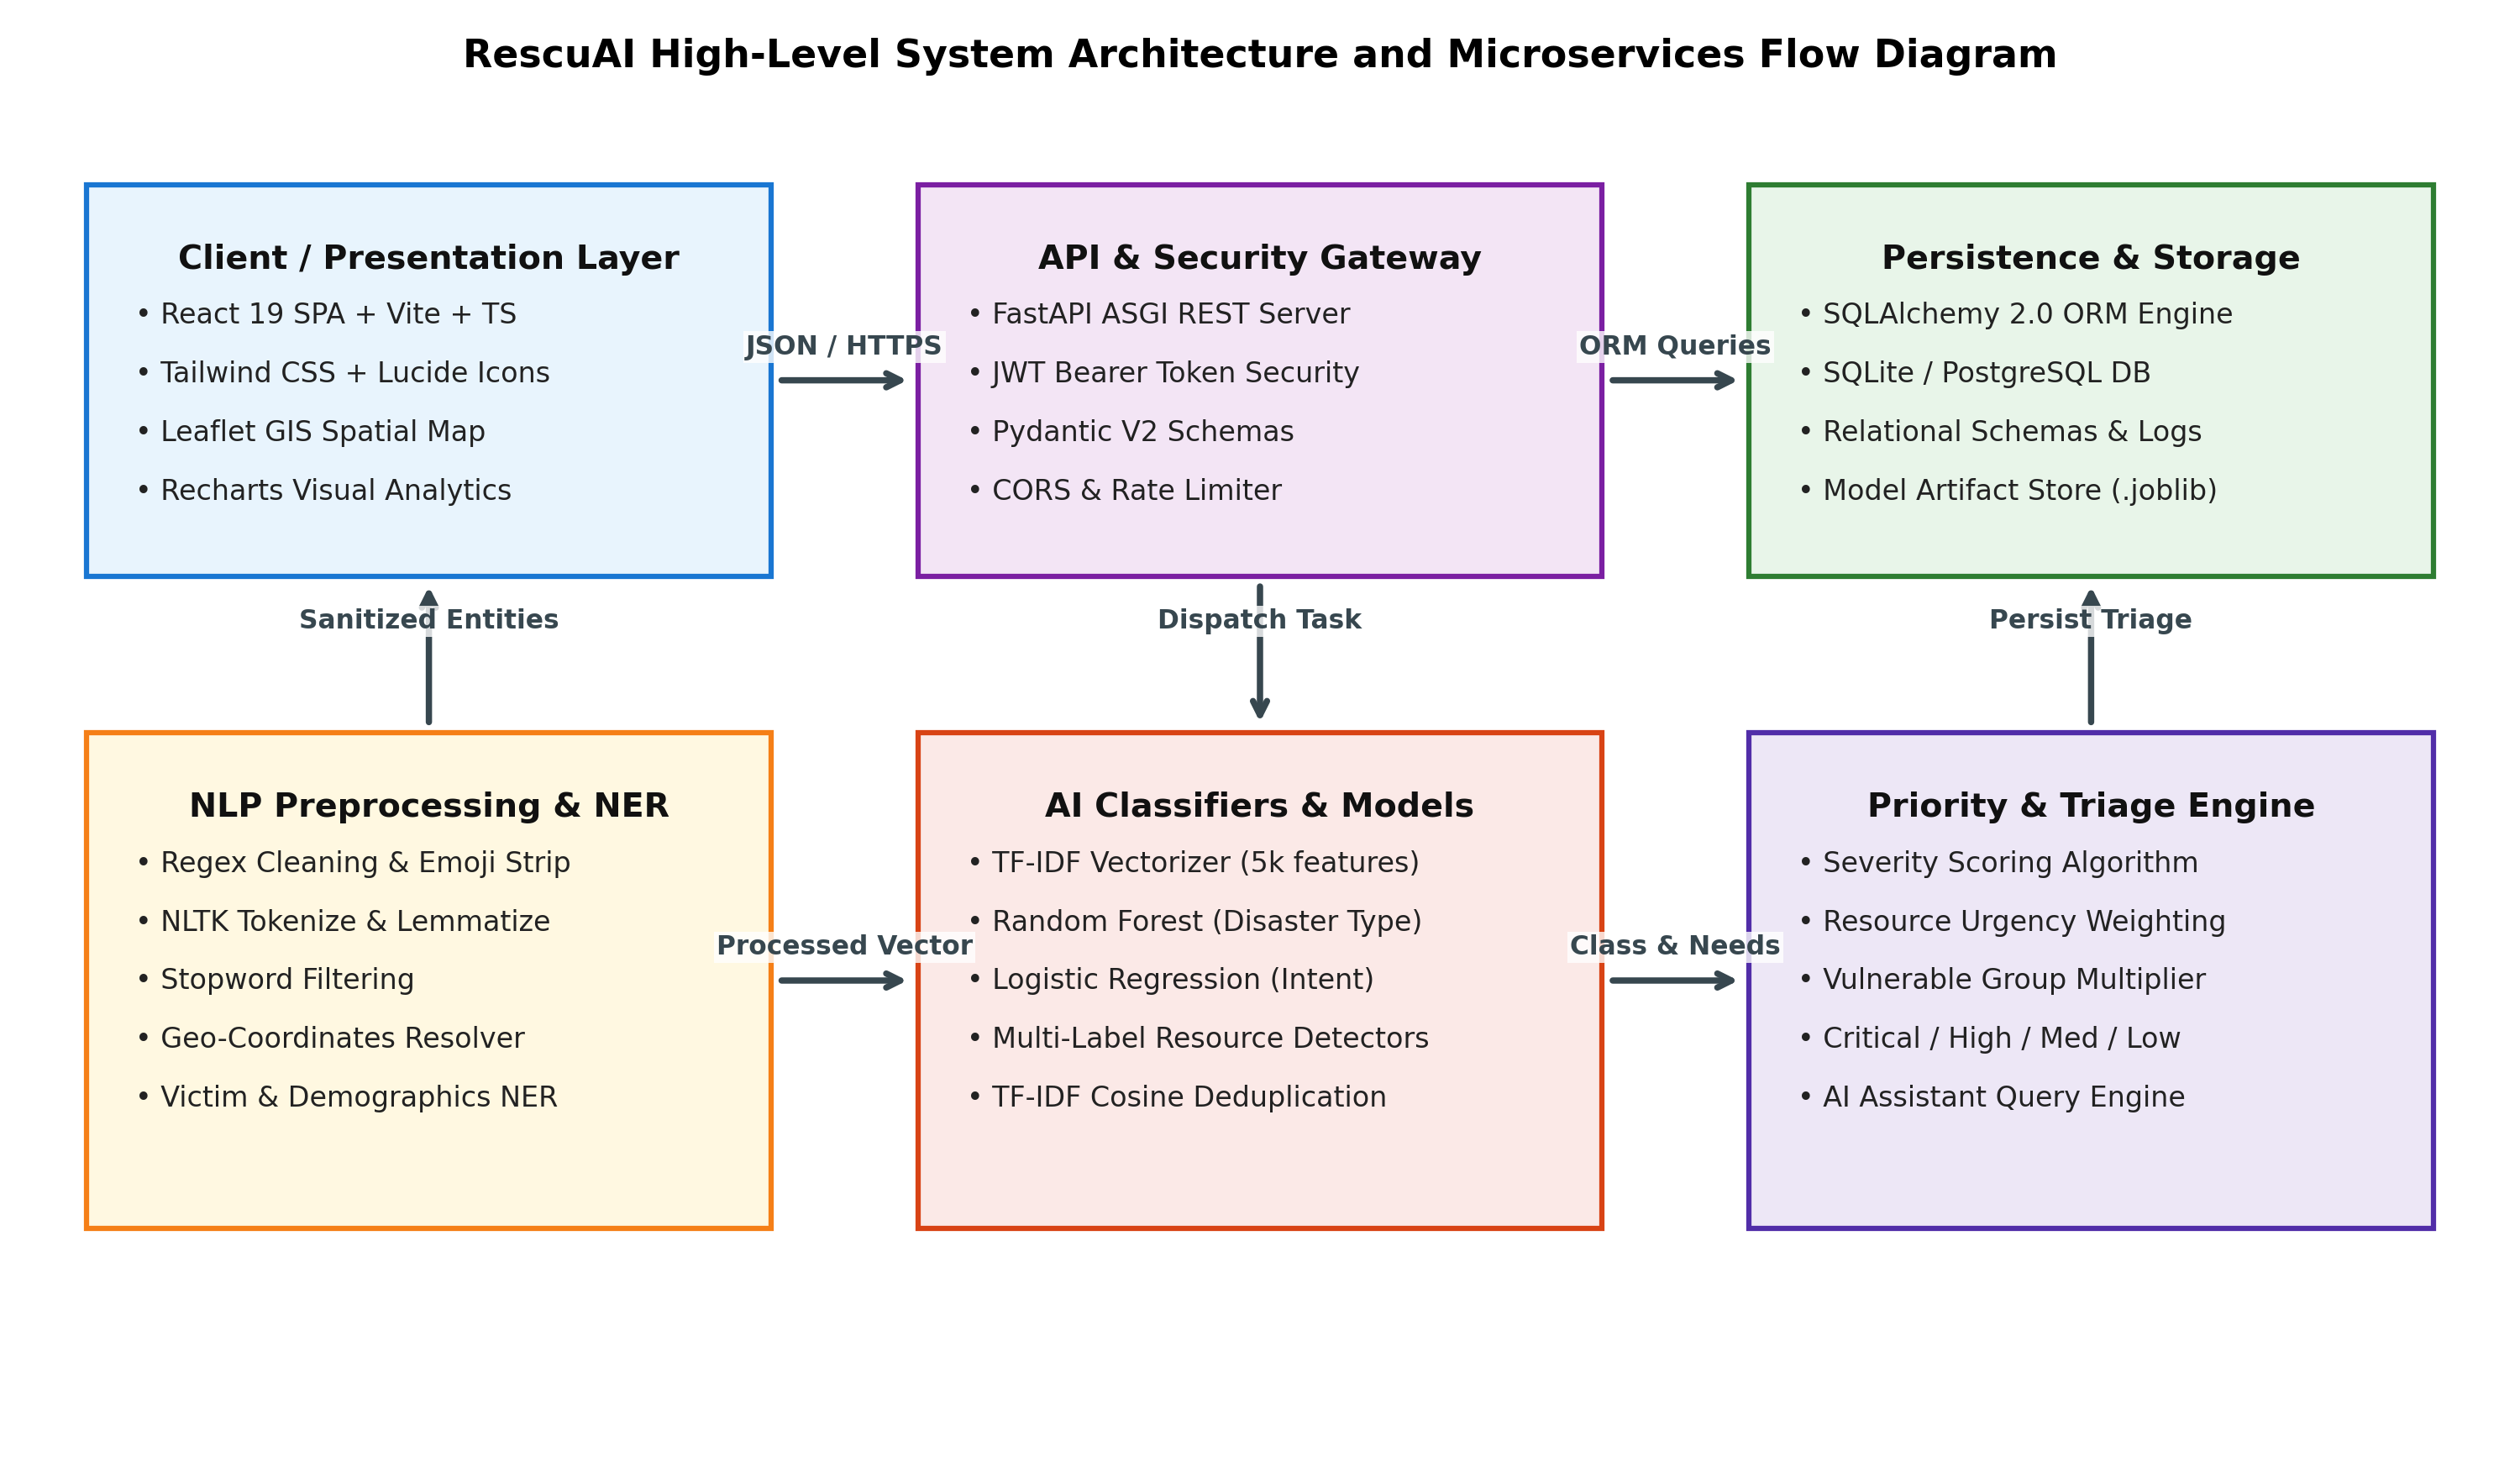 RescuAI High-Level System Architecture and Microservices Flow Diagram
Client / Presentation Layer
• React 19 SPA + Vite + TS
• Tailwind CSS + Lucide Icons
• Leaflet GIS Spatial Map
• Recharts Visual Analytics
JSON / HTTPS
API & Security Gateway
• FastAPI ASGI REST Server
• JWT Bearer Token Security
• Pydantic V2 Schemas
• CORS & Rate Limiter
ORM Queries
Persistence & Storage
• SQLAlchemy 2.0 ORM Engine
• SQLite / PostgreSQL DB
• Relational Schemas & Logs
• Model Artifact Store (.joblib)
Sanitized Entities
Dispatch Task
Persist Triage
NLP Preprocessing & NER
• Regex Cleaning & Emoji Strip
• NLTK Tokenize & Lemmatize
• Stopword Filtering
• Geo-Coordinates Resolver
• Victim & Demographics NER
Processed Vector
AI Classifiers & Models
• TF-IDF Vectorizer (5k features)
• Random Forest (Disaster Type)
• Logistic Regression (Intent)
• Multi-Label Resource Detectors
• TF-IDF Cosine Deduplication
Class & Needs
Priority & Triage Engine
• Severity Scoring Algorithm
• Resource Urgency Weighting
• Vulnerable Group Multiplier
• Critical / High / Med / Low
• AI Assistant Query Engine